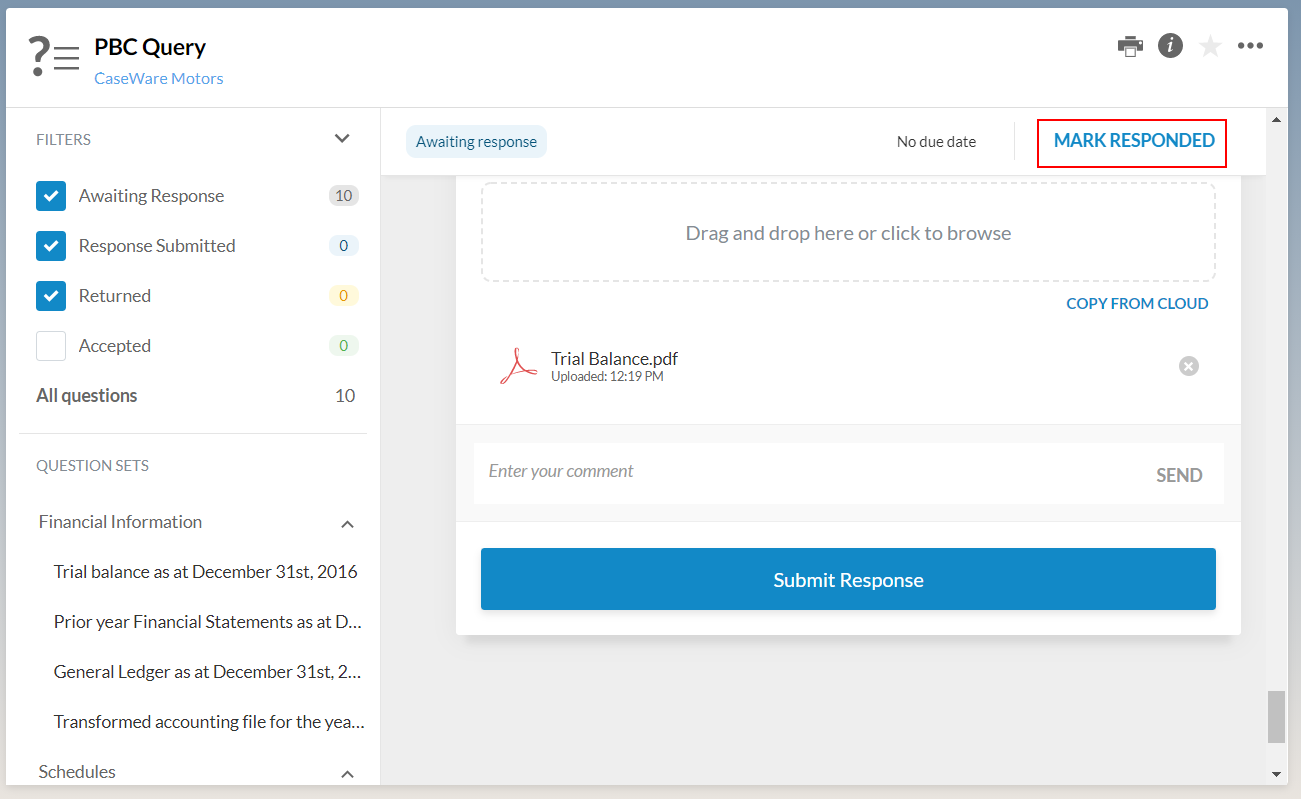 PBC Query
CaseWare Motors
FILTERS
Awaiting Response 10
Response Submitted 0
Returned 0
Accepted 0
All questions 10
QUESTION SETS
Financial Information
Trial balance as at December 31st, 2016
Prior year Financial Statements as at D...
General Ledger as at December 31st, 2...
Transformed accounting file for the yea...
Schedules
Awaiting response
No due date
MARK RESPONDED
Drag and drop here or click to browse
COPY FROM CLOUD
Trial Balance.pdf
Uploaded: 12:19 PM
Enter your comment
SEND
Submit Response